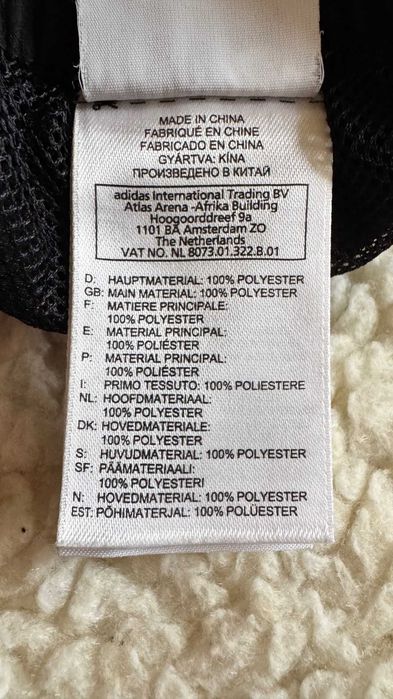 MADE IN CHINA
FABRIQUÉ EN CHINE
FABRICADO EN CHINA
GYÁRTVA: KÍNA
ПРОИЗВЕДЕНО В КИТАЙ
adidas International Trading BV
Atlas Arena -Afrika Building
Hoogoorddreef 9a
1101 BA Amsterdam ZO
The Netherlands
VAT NO. NL 8073.01.322.B.01
D: HAUPTMATERIAL: 100% POLYESTER
GB: MAIN MATERIAL: 100% POLYESTER
F: MATIERE PRINCIPALE:
100% POLYESTER
E: MATERIAL PRINCIPAL:
100% POLIÉSTER
P: MATERIAL PRINCIPAL:
100% POLIÉSTER
I: PRIMO TESSUTO: 100% POLIESTERE
NL: HOOFDMATERIAAL:
100% POLYESTER
DK: HOVEDMATERIALE:
100% POLYESTER
S: HUVUDMATERIAL: 100% POLYESTER
SF: PÄÄMATERIAALI:
100% POLYESTERI
N: HOVEDMATERIAL: 100% POLYESTER
EST: PÕHIMATERJAL: 100% POLÜESTER